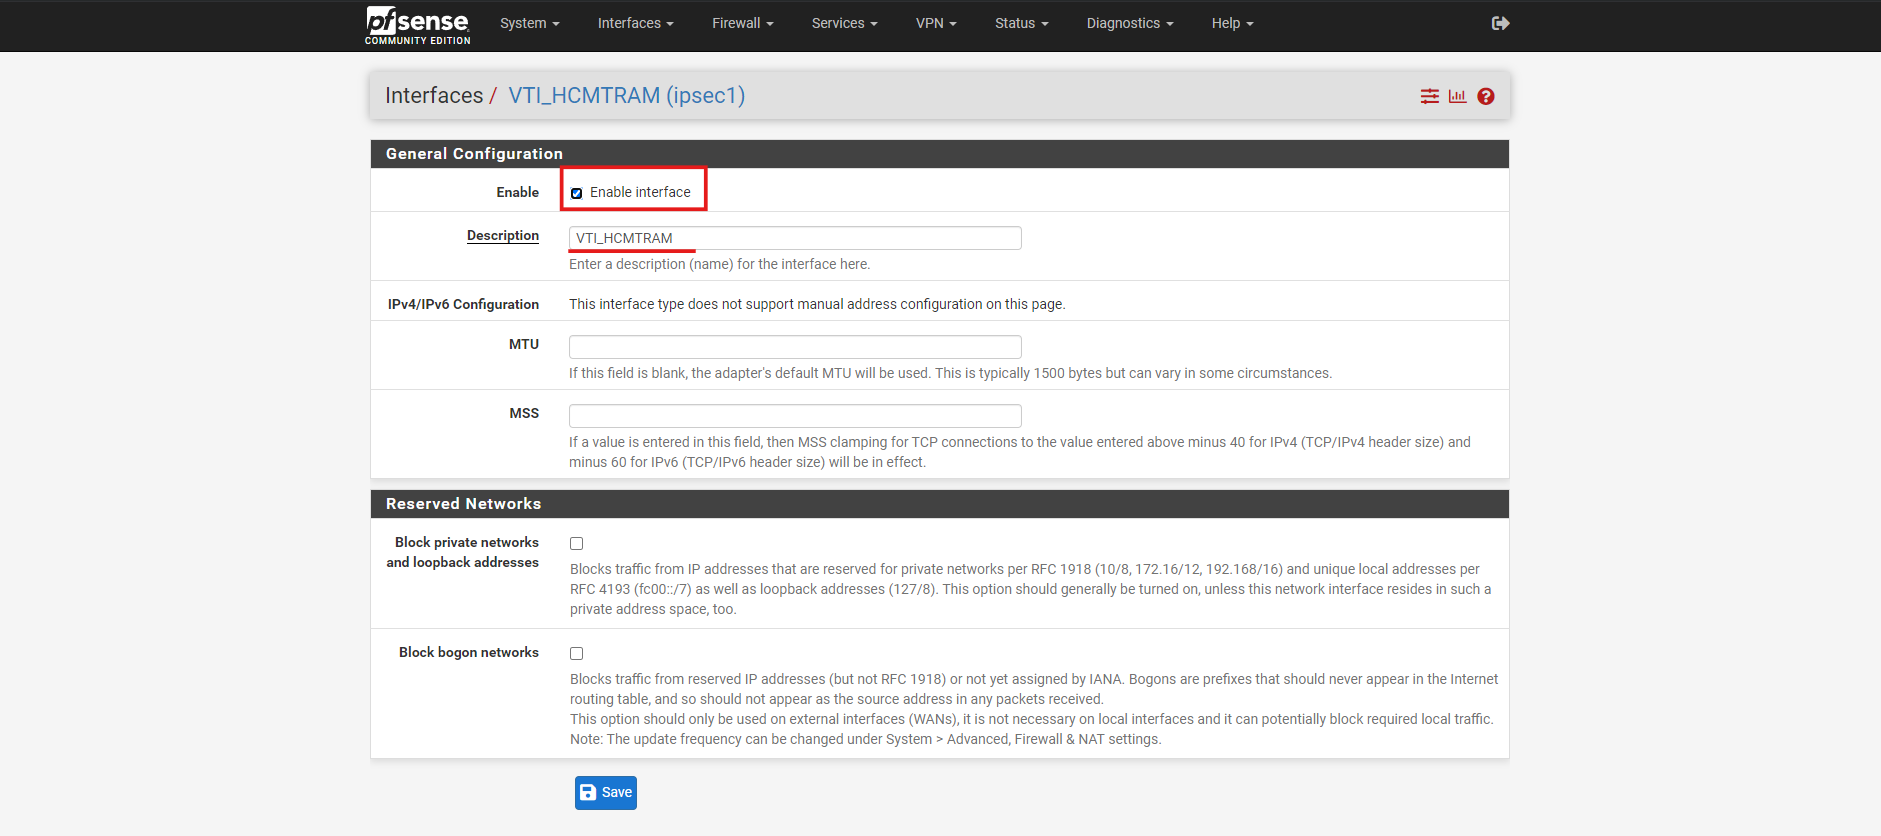 pfsense
COMMUNITY EDITION
System Interfaces Firewall Services VPN Status Diagnostics Help
Interfaces / VTI_HCMTRAM (ipsec1)
General Configuration
Enable Enable interface
Description VTI_HCMTRAM
Enter a description (name) for the interface here.
IPv4/IPv6 Configuration This interface type does not support manual address configuration on this page.
MTU
If this field is blank, the adapter's default MTU will be used. This is typically 1500 bytes but can vary in some circumstances.
MSS
If a value is entered in this field, then MSS clamping for TCP connections to the value entered above minus 40 for IPv4 (TCP/IPv4 header size) and
minus 60 for IPv6 (TCP/IPv6 header size) will be in effect.
Reserved Networks
Block private networks
and loopback addresses
Blocks traffic from IP addresses that are reserved for private networks per RFC 1918 (10/8, 172.16/12, 192.168/16) and unique local addresses per
RFC 4193 (fc00::/7) as well as loopback addresses (127/8). This option should generally be turned on, unless this network interface resides in such a
private address space, too.
Block bogon networks
Blocks traffic from reserved IP addresses (but not RFC 1918) or not yet assigned by IANA. Bogons are prefixes that should never appear in the Internet
routing table, and so should not appear as the source address in any packets received.
This option should only be used on external interfaces (WANs), it is not necessary on local interfaces and it can potentially block required local traffic.
Note: The update frequency can be changed under System > Advanced, Firewall & NAT settings.
Save